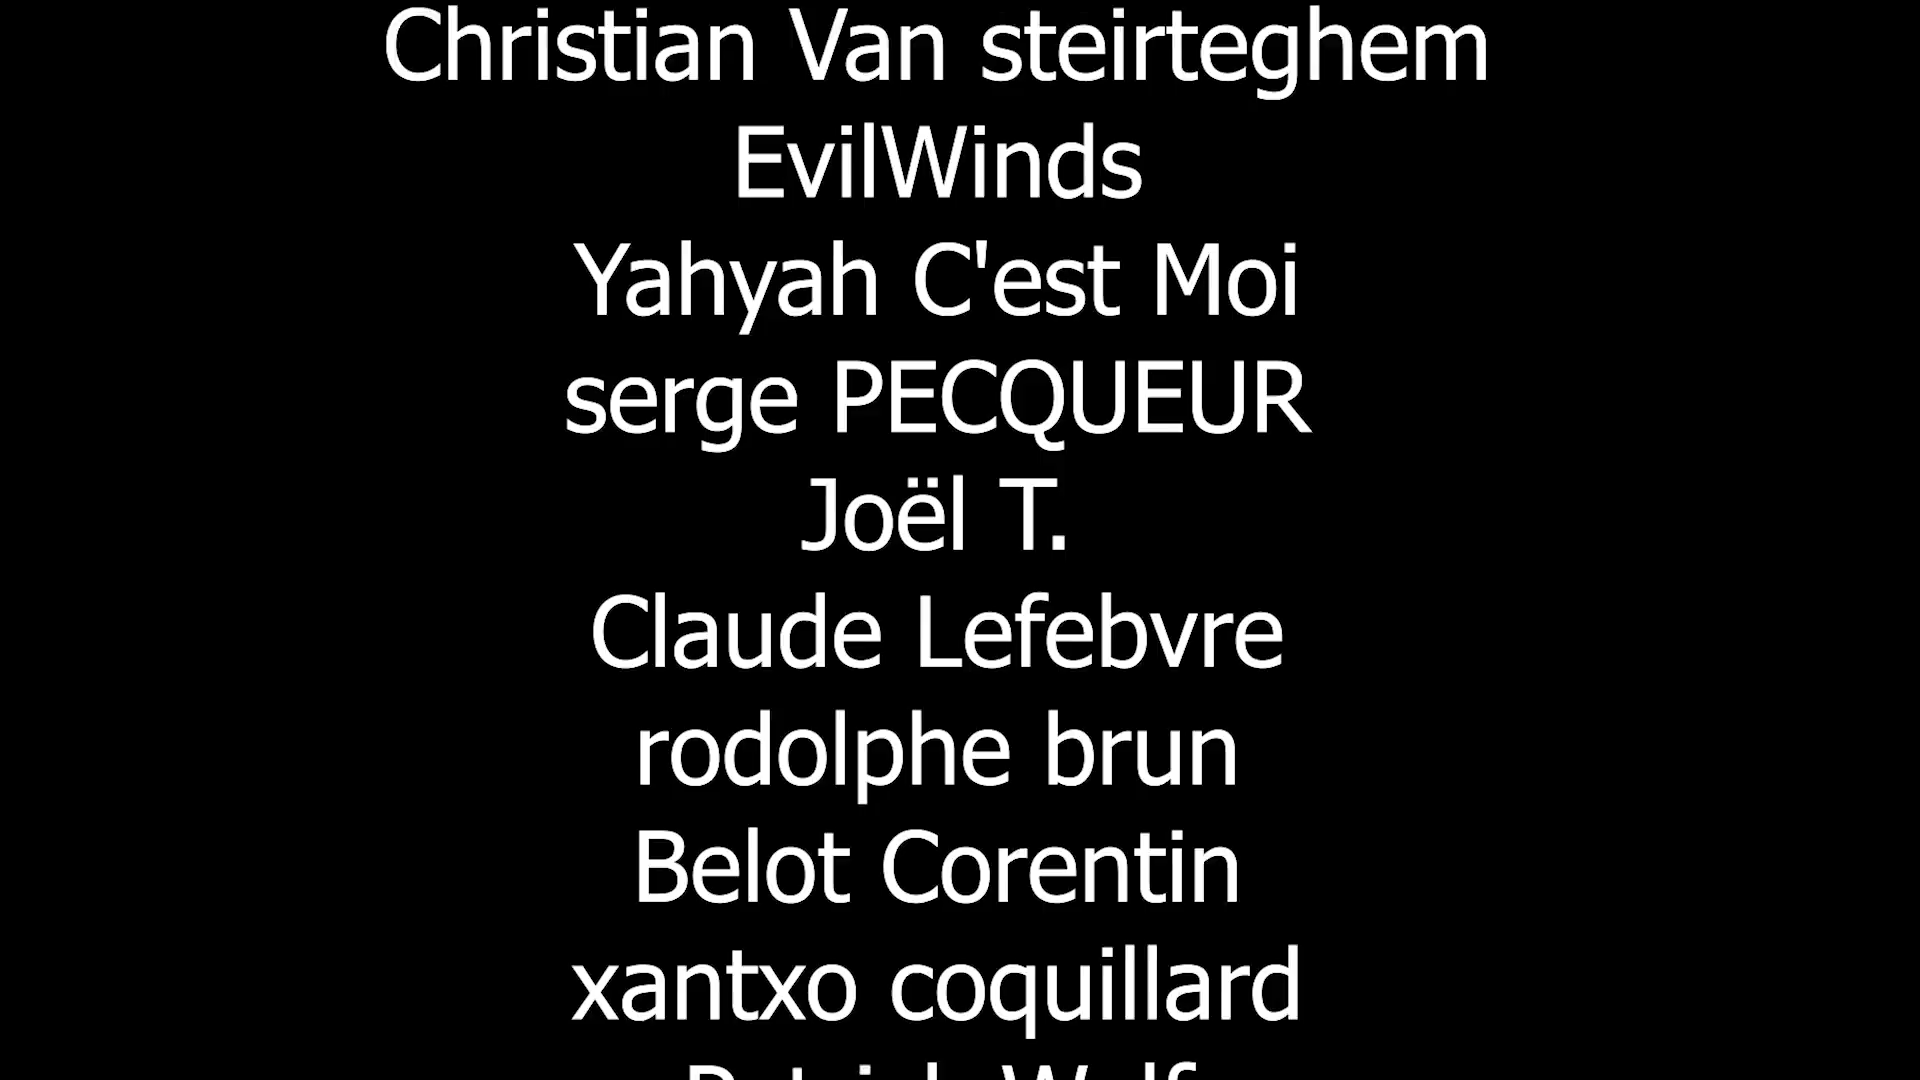 Christian Van steirteghem
EvilWinds
Yahyah C'est Moi
serge PECQUEUR
Joël T.
Claude Lefebvre
rodolphe brun
Belot Corentin
xantxo coquillard